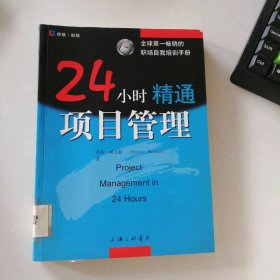 全球第一畅销的
职场自我培训手册
24小时 精通
项目管理
著
Project
Management in
24 Hours
上海三联书店